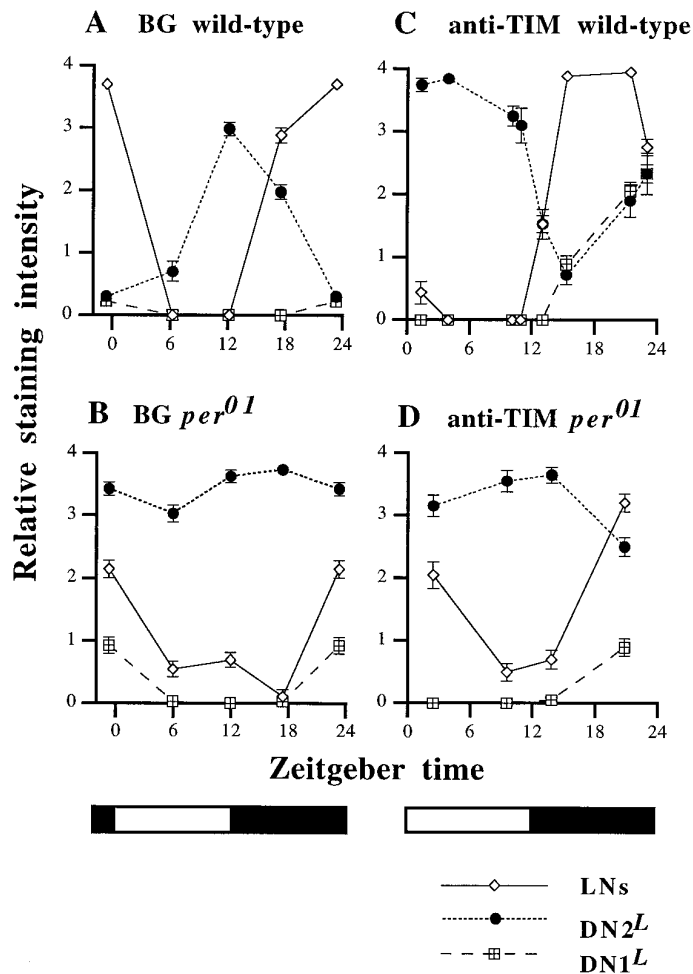 A BG wild-type
4
3
2
1
0
0 6 12 18 24
C anti-TIM wild-type
4
3
2
1
0
0 6 12 18 24
Relative staining intensity
B BG per01
4
3
2
1
0
0 6 12 18 24
D anti-TIM per01
4
3
2
1
0
0 6 12 18 24
Zeitgeber time
LNs
DN2L
DN1L